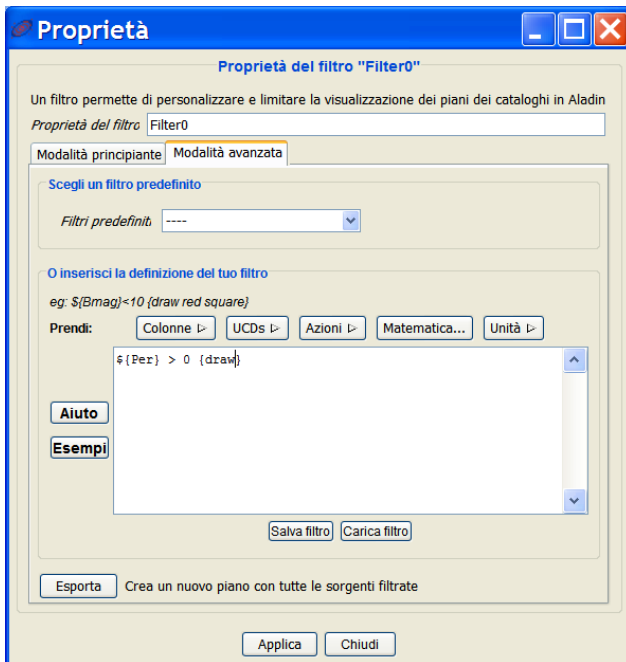 Proprietà
Proprietà del filtro "Filter0"
Un filtro permette di personalizzare e limitare la visualizzazione dei piani dei cataloghi in Aladin
Proprietà del filtro Filter0
Modalità principiante Modalità avanzata
Scegli un filtro predefinito
Filtri predefiniti ----
O inserisci la definizione del tuo filtro
eg: ${Bmag}<10 {draw red square}
Prendi: Colonne ▷ UCDs ▷ Azioni ▷ Matematica... Unità ▷
${Per} > 0 {draw}
Aiuto
Esempi
Salva filtro Carica filtro
Esporta Crea un nuovo piano con tutte le sorgenti filtrate
Applica Chiudi